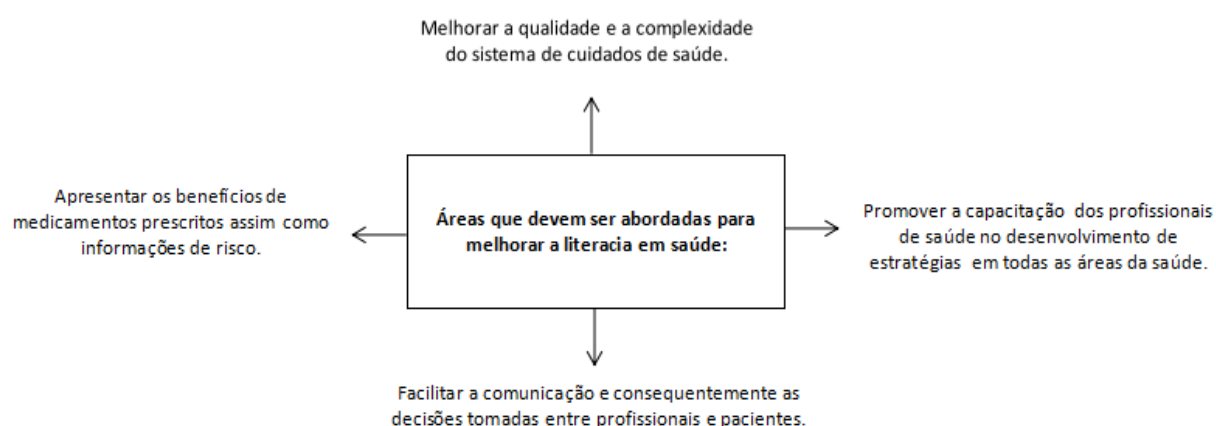 Melhorar a qualidade e a complexidade
do sistema de cuidados de saúde.
Apresentar os benefícios de
medicamentos prescritos assim como
informações de risco.
Áreas que devem ser abordadas para
melhorar a literacia em saúde:
Promover a capacitação dos profissionais
de saúde no desenvolvimento de
estratégias em todas as áreas da saúde.
Facilitar a comunicação e consequentemente as
decisões tomadas entre profissionais e pacientes.